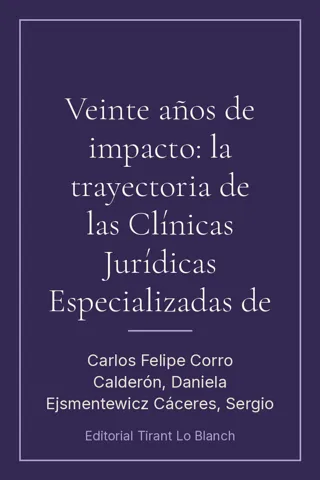 Veinte años de
impacto: la
trayectoria de
las Clínicas
Jurídicas
Especializadas de
Carlos Felipe Corro
Calderón, Daniela
Ejsmentewicz Cáceres, Sergio
Editorial Tirant Lo Blanch